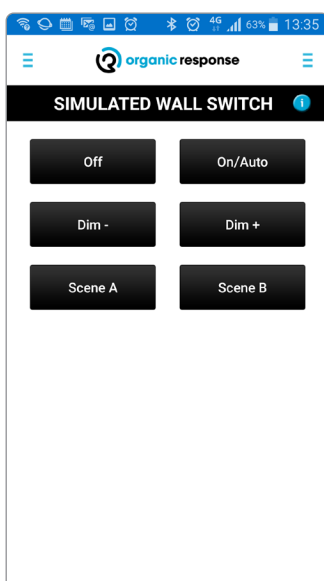 4G 63% 13:35
organic response
SIMULATED WALL SWITCH i
Off On/Auto
Dim - Dim +
Scene A Scene B